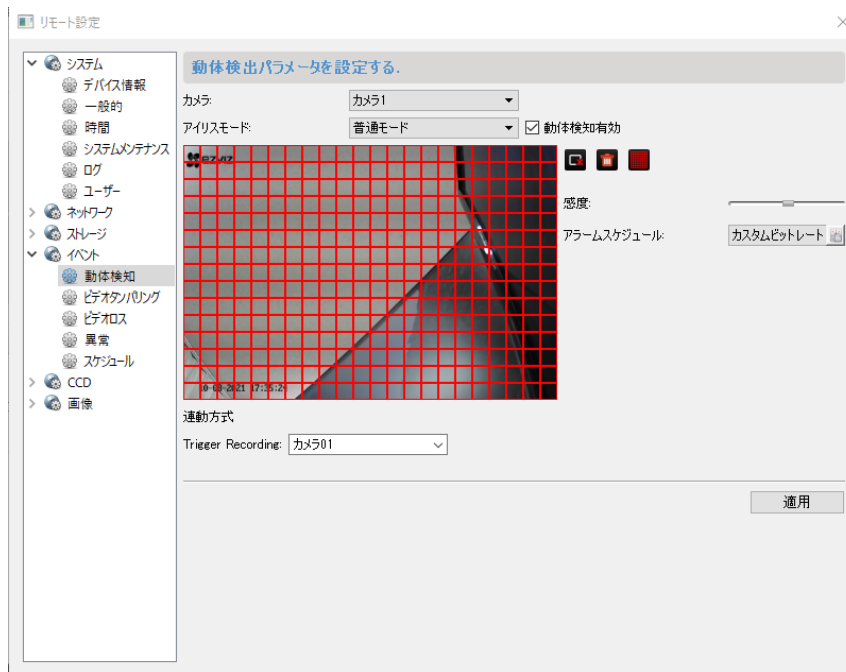 リモート設定
システム
デバイス情報
一般的
時間
システムメンテナンス
ログ
ユーザー
ネットワーク
ストレージ
イベント
動体検知
ビデオタンパリング
ビデオロス
異常
スケジュール
CCD
画像
動体検出パラメータを設定する.
カメラ: カメラ1
アイリスモード: 普通モード 動体検知有効
ezviz
感度:
アラームスケジュール: カスタムビットレート
10-08-2021 17:35:24
連動方式
Trigger Recording: カメラ01
適用